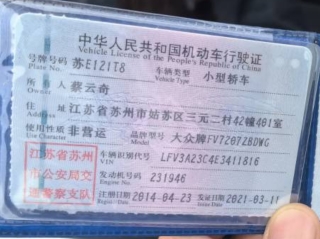 中华人民共和国机动车行驶证
Vehicle License of the People's Republic of China
号牌号码 苏E121T8 车辆类型 小型轿车
Plate No. Vehicle Type
所有人 蔡云奇
Owner
住址 江苏省苏州市姑苏区三元二村42幢401室
Address
使用性质 非营运 品牌型号 大众牌FV7207ZBDWG
Use Character Model
江苏省苏州 车辆识别代号 LFV3A23C4E3411816
VIN
市公安局交 发动机号码 231946
Engine No.
通警察支队 注册日期 2014-04-23 发证日期 2021-03-11
Register Date Issue Date